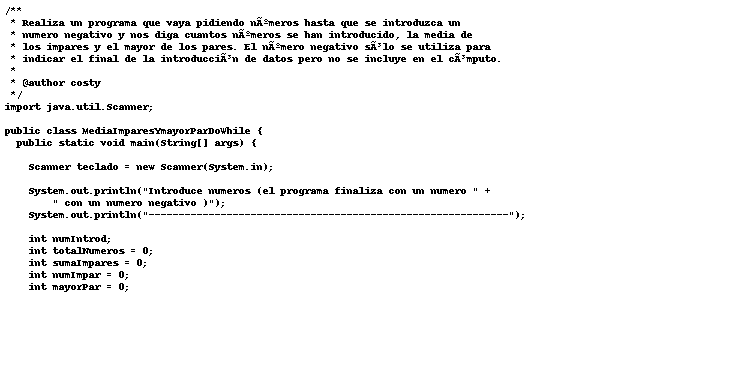 /**
 * Realiza un programa que vaya pidiendo nÃºmeros hasta que se introduzca un
 * numero negativo y nos diga cuantos nÃºmeros se han introducido, la media de
 * los impares y el mayor de los pares. El nÃºmero negativo sÃ³lo se utiliza para
 * indicar el final de la introducciÃ³n de datos pero no se incluye en el cÃ³mputo.
 *
 * @author costy
 */
import java.util.Scanner;

public class MediaImparesYmayorParDoWhile {
  public static void main(String[] args) {

    Scanner teclado = new Scanner(System.in);

    System.out.println("Introduce numeros (el programa finaliza con un numero " +
        " con un numero negativo )");
    System.out.println("------------------------------------------------------------");

    int numIntrod;
    int totalNumeros = 0;
    int sumaImpares = 0;
    int numImpar = 0;
    int mayorPar = 0;